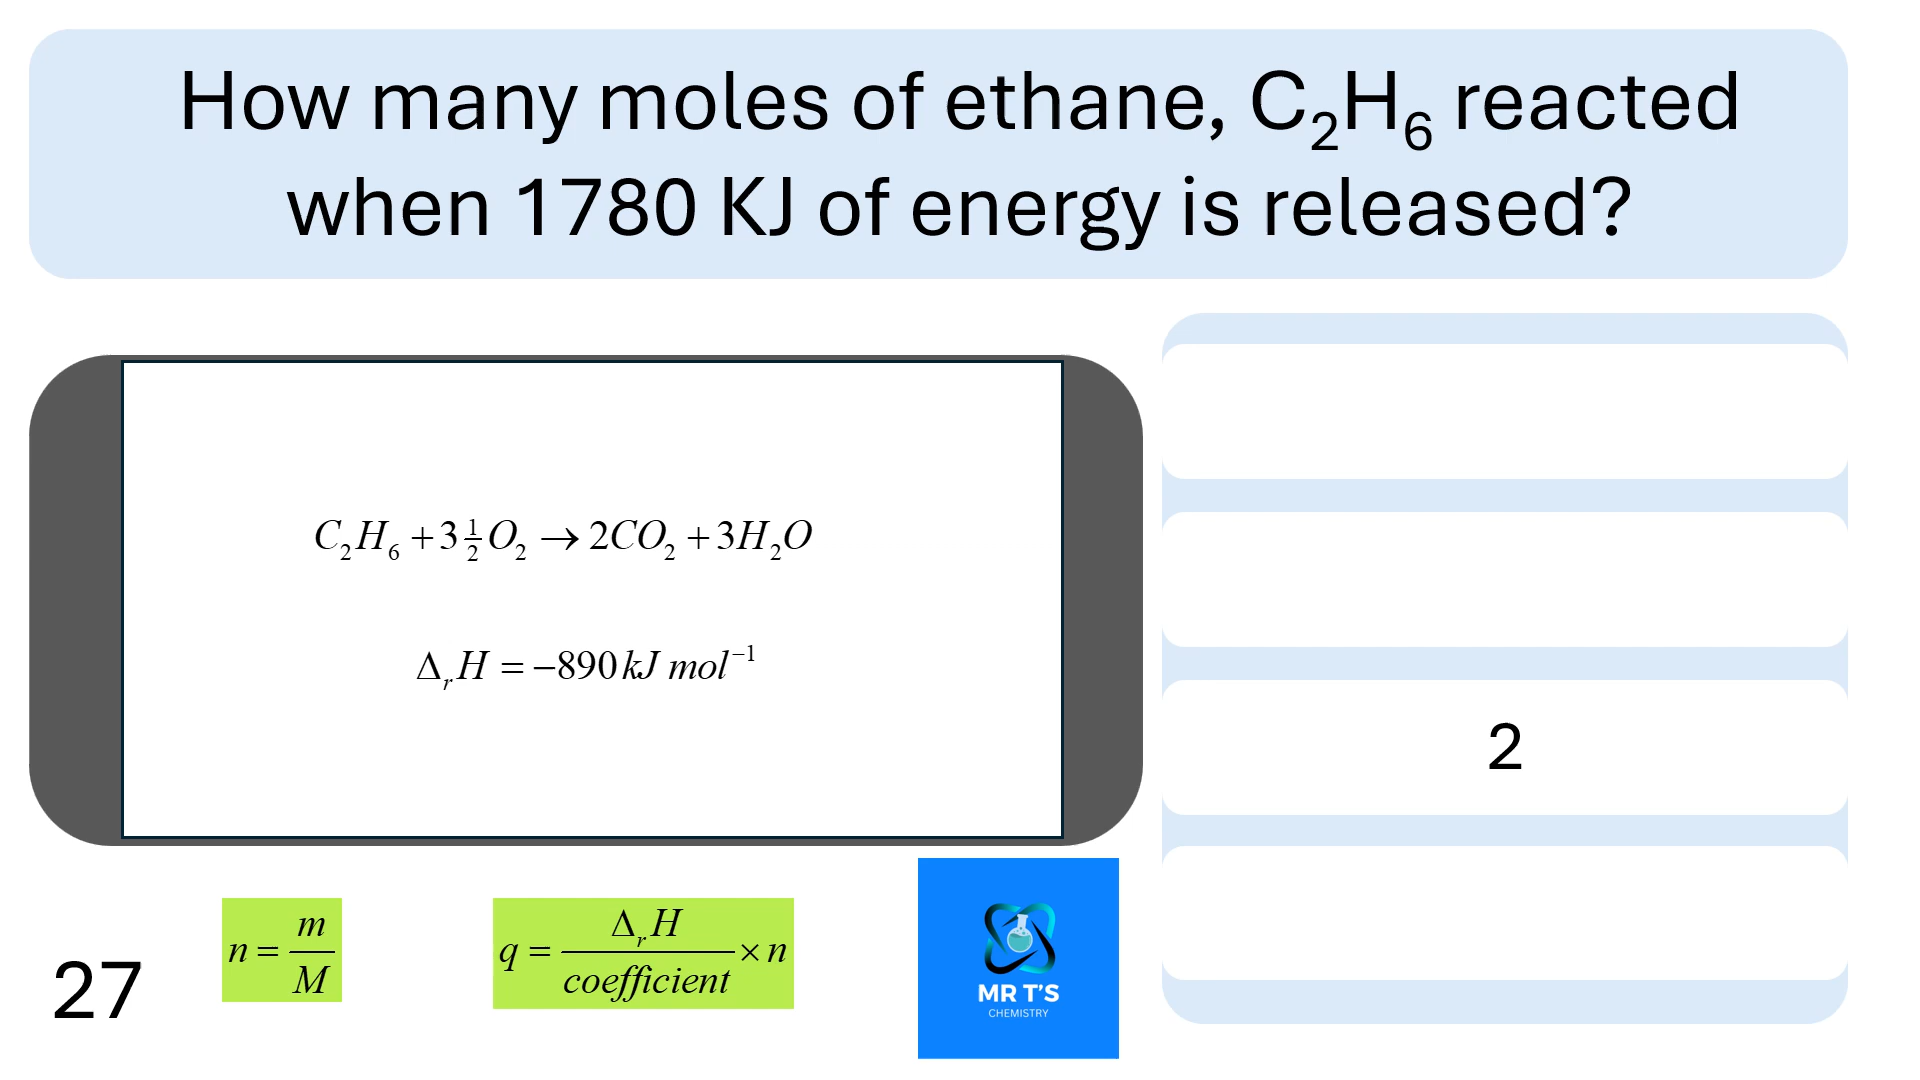 How many moles of ethane, C₂H₆ reacted
when 1780 KJ of energy is released?
C₂H₆ + 3½O₂ → 2CO₂ + 3H₂O
ΔᵣH = −890 kJ mol⁻¹
2
27
n = m/M
q = ΔᵣH/coefficient × n
MR T'S
CHEMISTRY